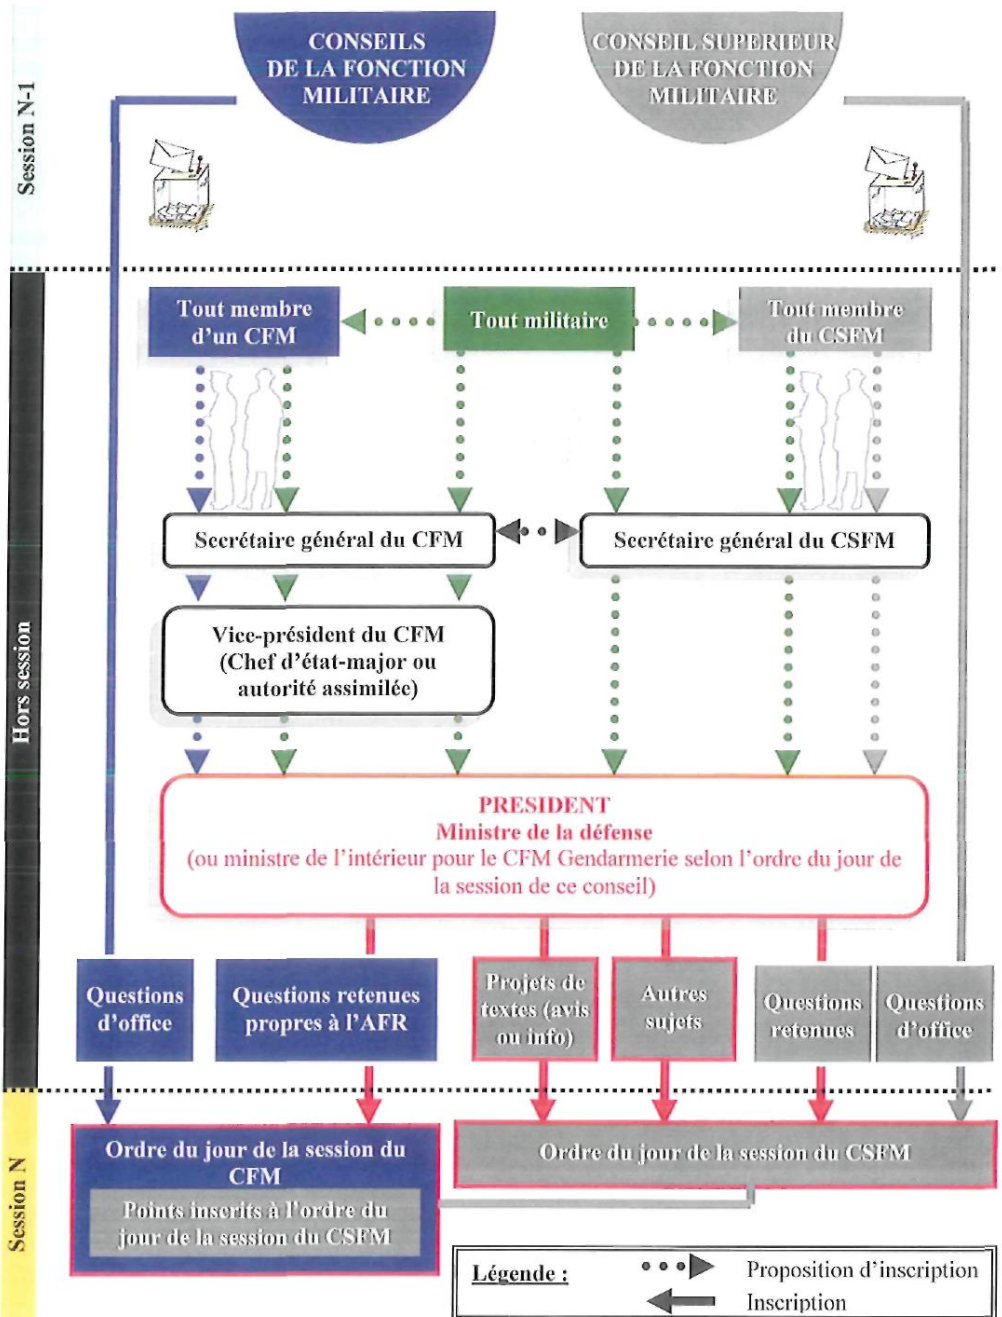 Session N-1
CONSEILS
DE LA FONCTION
MILITAIRE
CONSEIL SUPERIEUR
DE LA FONCTION
MILITAIRE
Hors session
Tout membre
d'un CFM
Tout militaire
Tout membre
du CSFM
Secrétaire général du CFM
Secrétaire général du CSFM
Vice-président du CFM
(Chef d'état-major ou
autorité assimilée)
PRESIDENT
Ministre de la défense
(ou ministre de l'intérieur pour le CFM Gendarmerie selon l'ordre du jour de
la session de ce conseil)
Questions
d'office
Questions retenues
propres à l'AFR
Projets de
textes (avis
ou info)
Autres
sujets
Questions
retenues
Questions
d'office
Session N
Ordre du jour de la session du
CFM
Points inscrits à l'ordre du
jour de la session du CSFM
Ordre du jour de la session du CSFM
Légende :
Proposition d'inscription
Inscription